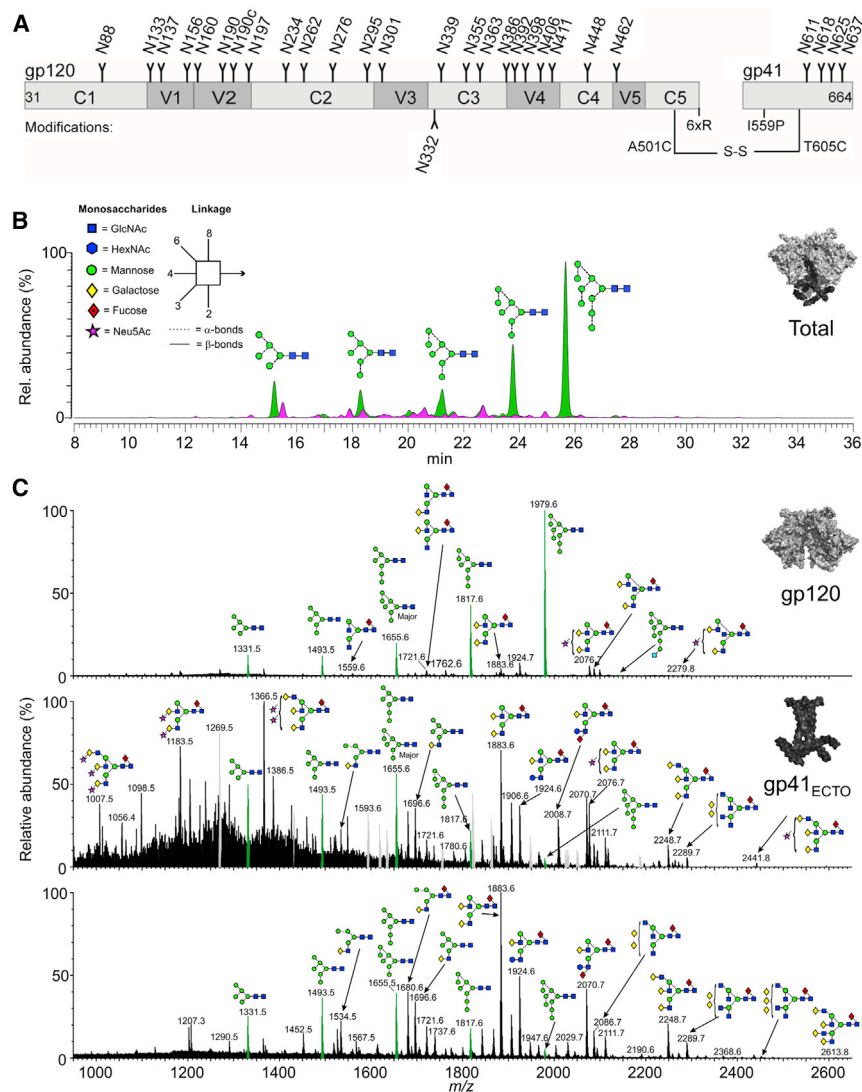 A
N88
N133
N137
N156
N160
N190
N190c
N197
N234
N262
N276
N295
N301
N339
N355
N363
N386
N392
N398
N406
N411
N448
N462
N611
N618
N625
N637
gp120
gp41
31
C1
V1
V2
C2
V3
C3
V4
C4
V5
C5
664
Modifications:
N332
6xR
I559P
A501C
S-S
T605C
B
Monosaccharides
Linkage
= GlcNAc
= HexNAc
= Mannose
= Galactose
= Fucose
= Neu5Ac
6
8
4
3
2
= α-bonds
= β-bonds
100
50
0
Rel. abundance (%)
Total
8 10 12 14 16 18 20 22 24 26 28 30 32 34 36
min
C
100
50
0
1331.5
1493.5
1559.6
1655.6
Major
1721.6
1762.6
1817.6
1883.6
1924.7
1979.6
2076
2279.8
gp120
Relative abundance (%)
100
50
0
1007.5
1056.4
1098.5
1183.5
1269.5
1366.5
1386.5
1493.5
1593.6
1655.6
Major
1696.6
1721.6
1780.6
1817.6
1883.6
1906.6
1924.6
2008.7
2070.7
2076.7
2111.7
2248.7
2289.7
2441.8
gp41ECTO
100
50
0
1207.3
1290.5
1331.5
1452.5
1493.5
1534.5
1567.5
1655.5
1680.6
1696.6
1721.6
1737.6
1817.6
1883.6
1924.6
1947.6
2029.7
2070.7
2086.7
2111.7
2190.6
2248.7
2289.7
2368.6
2613.8
1000 1200 1400 1600 1800 2000 2200 2400 2600
m/z